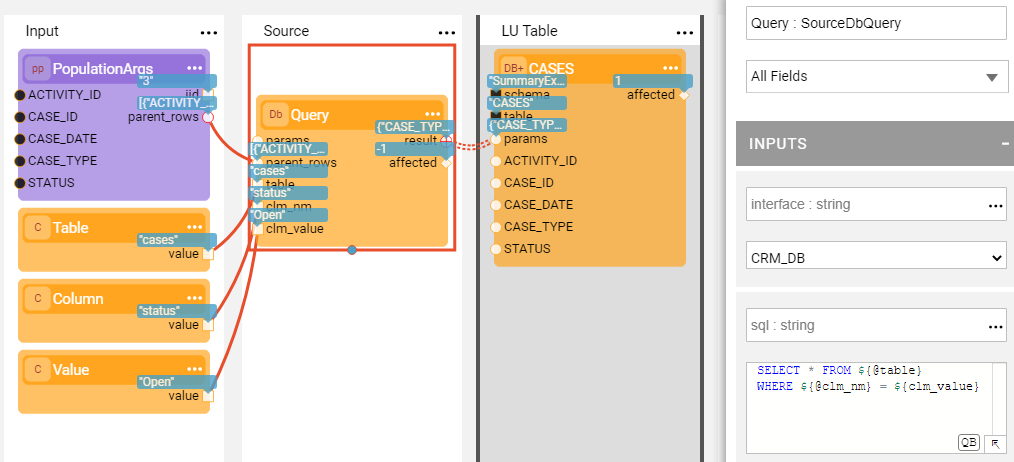 Input
•••
pp
PopulationArgs
•••
"3"
ACTIVITY_ID
iid
[{"ACTIVITY_...
CASE_ID
parent_rows
CASE_DATE
CASE_TYPE
STATUS
C
Table
•••
"cases"
value
C
Column
•••
"status"
value
C
Value
•••
"Open"
value
Source
•••
Db
Query
•••
params
{"CASE_TYP...
result
[{"ACTIVITY_...
-1
parent_rows
affected
"cases"
table
"status"
clm_nm
"Open"
clm_value
LU Table
•••
DB+
CASES
•••
"SummaryEx...
1
schema
affected
"CASES"
table
{"CASE_TYP...
params
ACTIVITY_ID
CASE_ID
CASE_DATE
CASE_TYPE
STATUS
Query : SourceDbQuery
All Fields
INPUTS
-
interface : string
•••
CRM_DB
sql : string
•••
SELECT * FROM ${@table}
WHERE ${@clm_nm} = ${clm_value}
QB